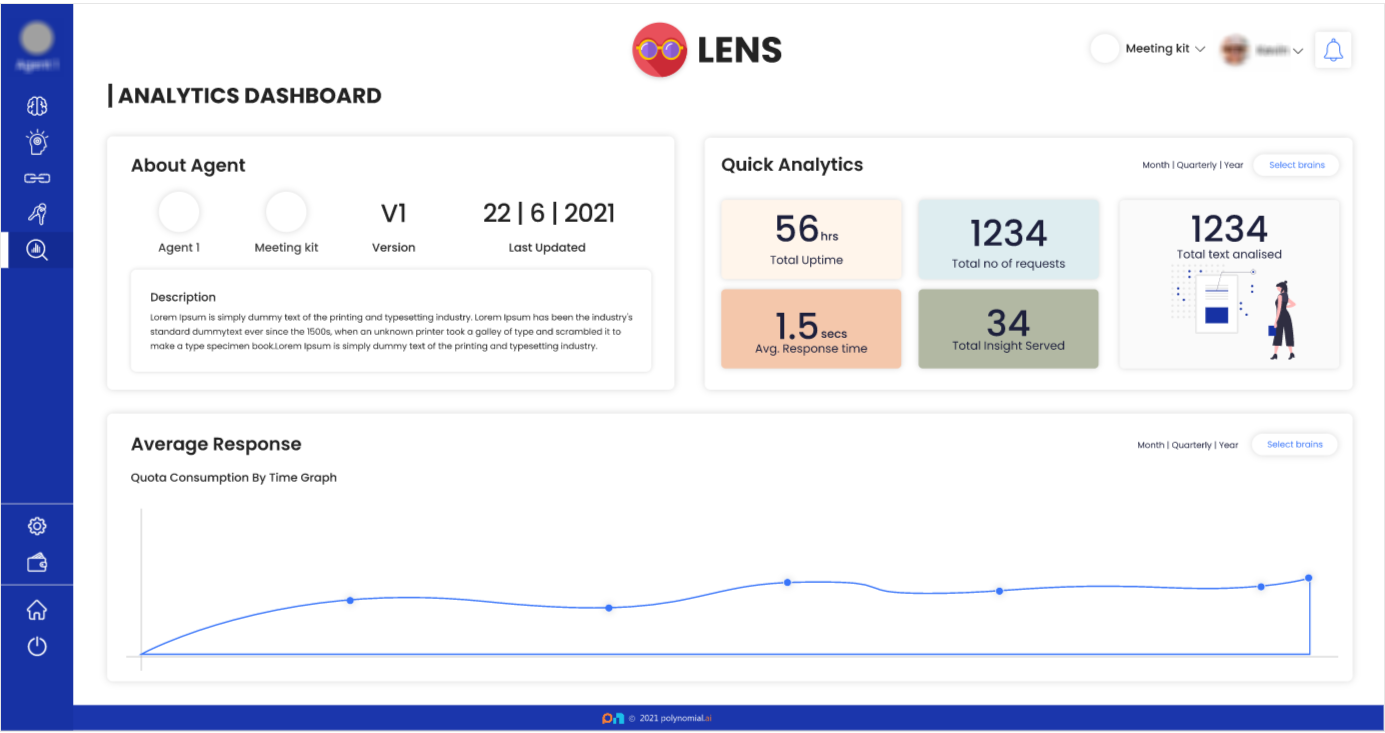 LENS
Meeting kit
ANALYTICS DASHBOARD
About Agent
Agent 1
Meeting kit
V1
Version
22 | 6 | 2021
Last Updated
Description
Lorem Ipsum is simply dummy text of the printing and typesetting industry. Lorem Ipsum has been the industry's
standard dummytext ever since the 1500s, when an unknown printer took a galley of type and scrambled it to
make a type specimen book.Lorem Ipsum is simply dummy text of the printing and typesetting industry.
Quick Analytics
Month | Quarterly | Year
Select brains
56 hrs
Total Uptime
1234
Total no of requests
1234
Total text analised
1.5 secs
Avg. Response time
34
Total Insight Served
Average Response
Month | Quarterly | Year
Select brains
Quota Consumption By Time Graph
© 2021 polynomial.ai